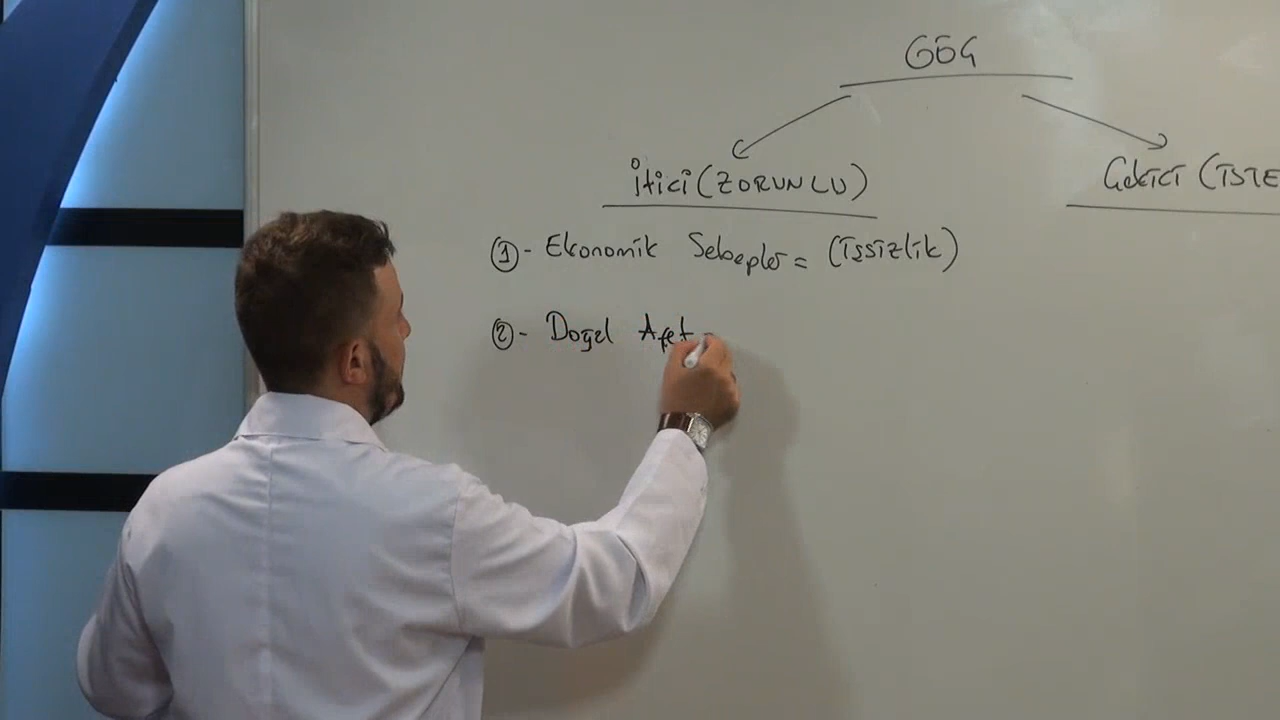 GÖÇ
İtici (ZORUNLU)
Çekici (İSTE
① - Ekonomik Sebepler = (İşsizlik)
② - Doğal Afet